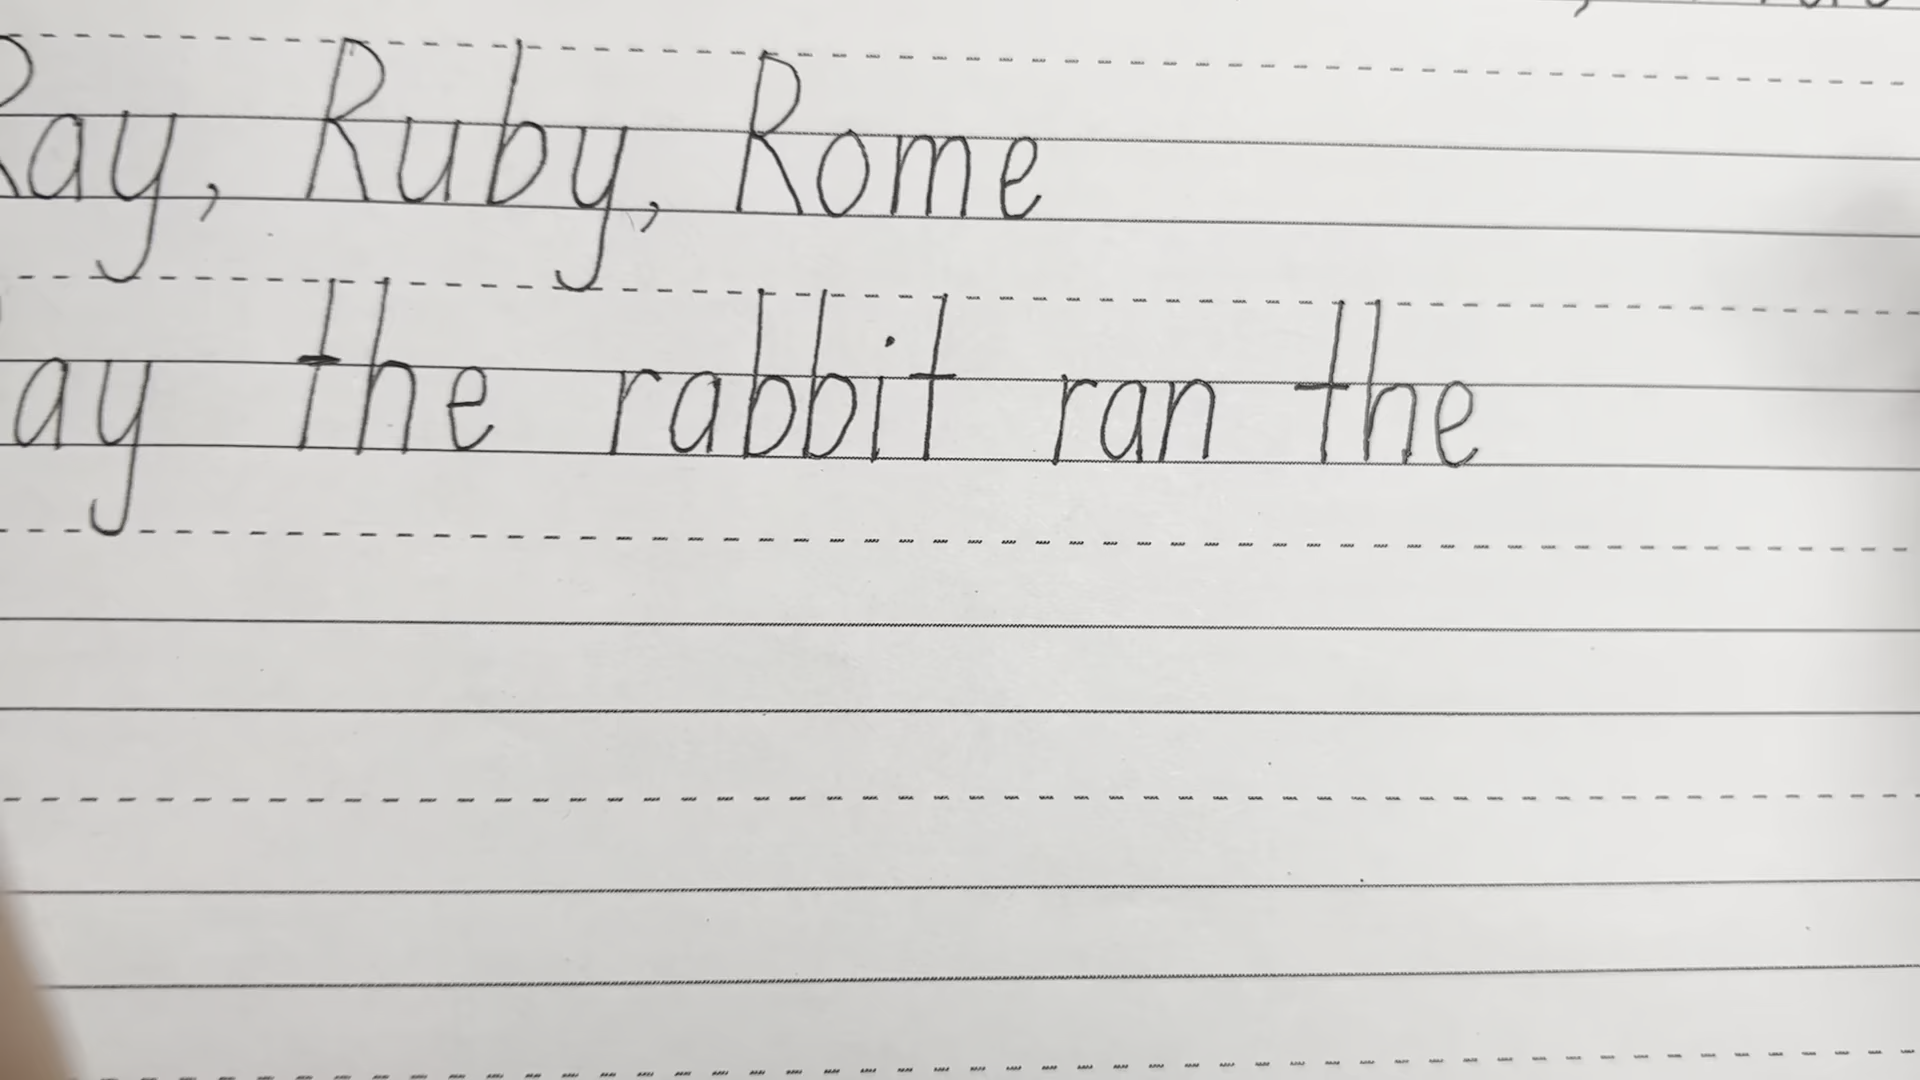 Ray, Ruby, Rome
ay the rabbit ran the